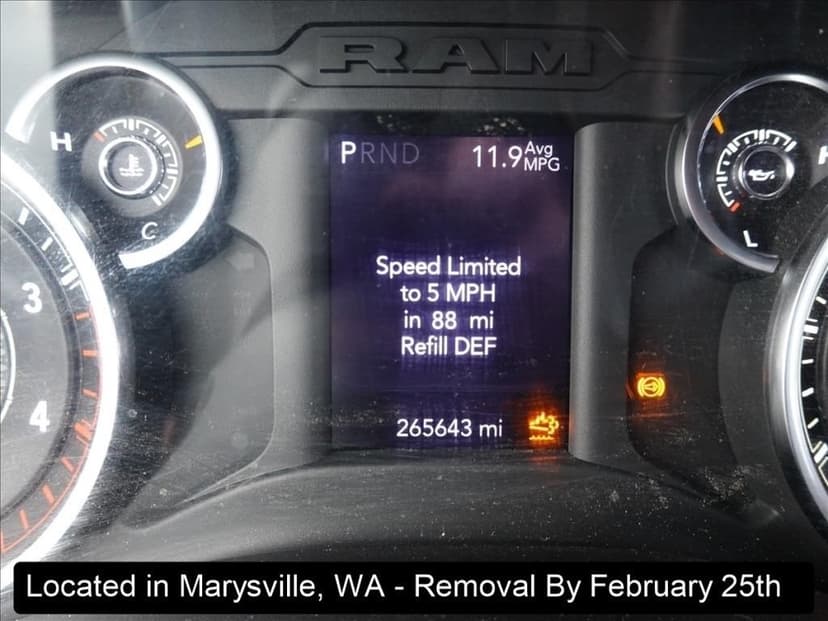 RAM
H
PRND 11.9 Avg MPG
H
C
L
Speed Limited
to 5 MPH
in 88 mi
Refill DEF
3
4
265643 mi
Located in Marysville, WA - Removal By February 25th